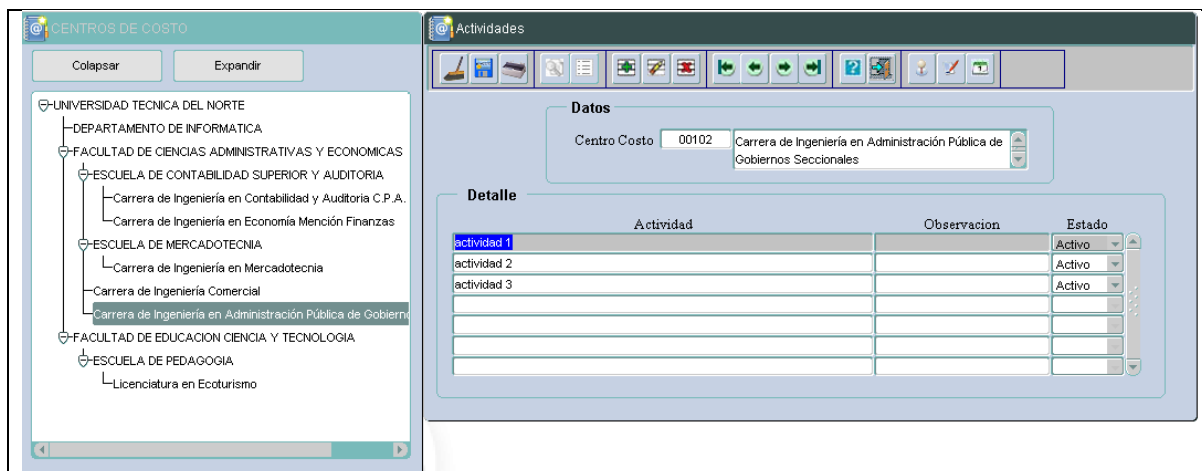 CENTROS DE COSTO
Colapsar
Expandir
UNIVERSIDAD TECNICA DEL NORTE
DEPARTAMENTO DE INFORMATICA
FACULTAD DE CIENCIAS ADMINISTRATIVAS Y ECONOMICAS
ESCUELA DE CONTABILIDAD SUPERIOR Y AUDITORIA
Carrera de Ingeniería en Contabilidad y Auditoria C.P.A.
Carrera de Ingeniería en Economía Mención Finanzas
ESCUELA DE MERCADOTECNIA
Carrera de Ingeniería en Mercadotecnia
Carrera de Ingeniería Comercial
Carrera de Ingeniería en Administración Pública de Gobierno
FACULTAD DE EDUCACION CIENCIA Y TECNOLOGIA
ESCUELA DE PEDAGOGIA
Licenciatura en Ecoturismo
Actividades
Datos
Centro Costo 00102 Carrera de Ingeniería en Administración Pública de
Gobiernos Seccionales
Detalle
Actividad Observacion Estado
actividad 1 Activo
actividad 2 Activo
actividad 3 Activo